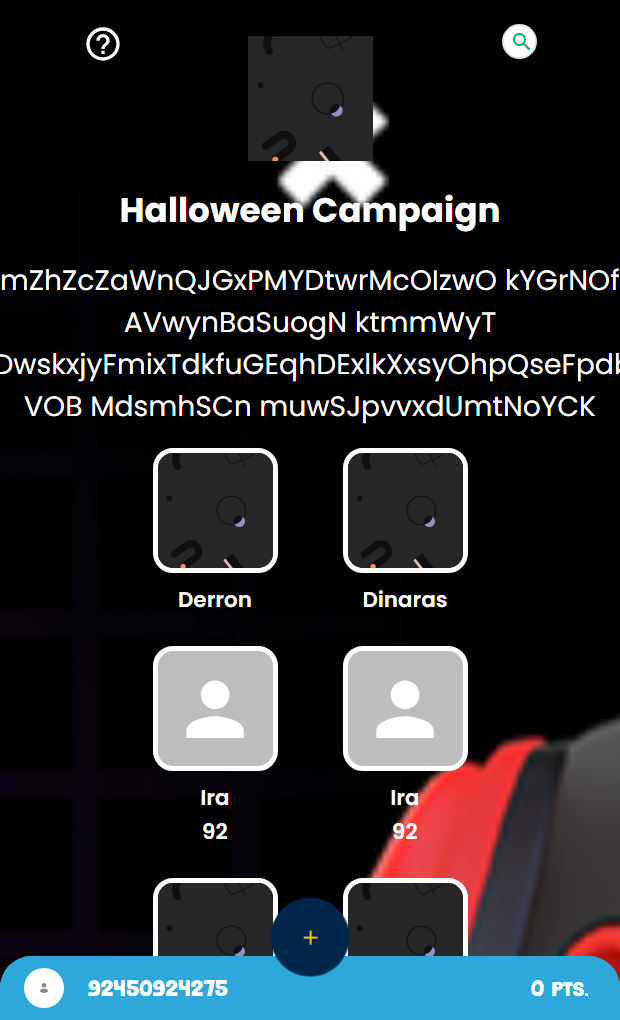 Halloween Campaign
mZhZcZaWnQJGxPMYDtwrMcOIzwO kYGrNOf
AVwynBaSuogN ktmmWyT
DwskxjyFmixTdkfuGEqhDExlkXxsyOhpQseFpdb
VOB MdsmhSCn muwSJpvvxdUmtNoYCK
Derron
Dinaras
Ira
92
Ira
92
92450924275
0 PTS.